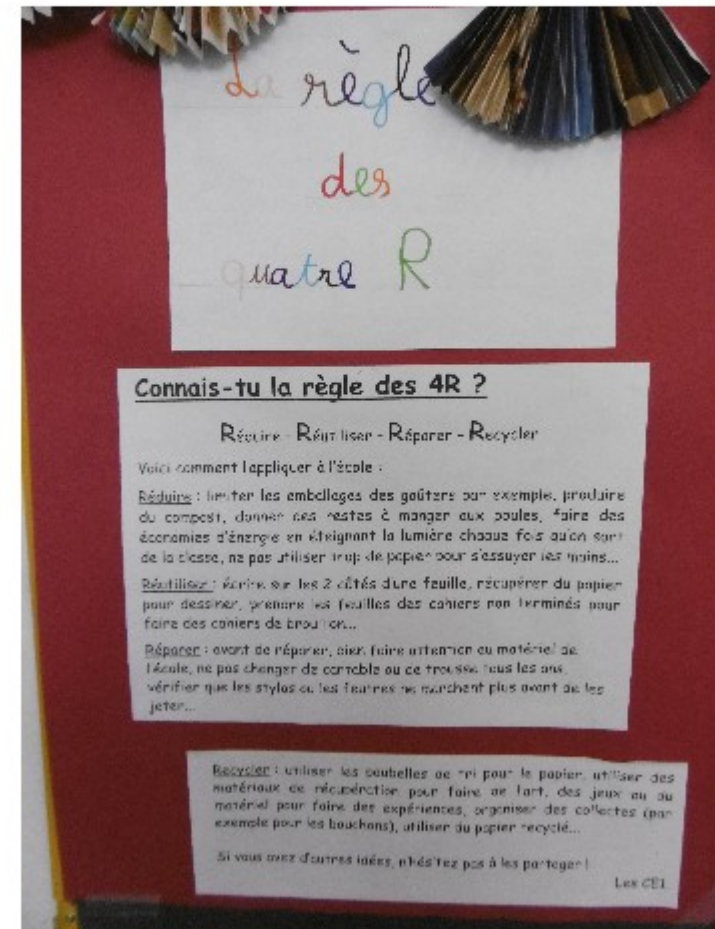 La règle
des
quatre R
Connais-tu la règle des 4R ?
Réduire - Réutiliser - Réparer - Recycler
Voici comment l'appliquer à l'école :
Réduire : limiter les emballages des goûters par exemple, produire
du compost, donner des restes à manger aux poules, faire des
économies d'énergie en éteignant la lumière chaque fois qu'on sort
de la classe, ne pas utiliser trop de papier pour s'essuyer les mains...
Réutiliser : écrire sur les 2 côtés d'une feuille, récupérer du papier
pour dessiner, prendre les feuilles des cahiers non terminés pour
faire des cahiers de brouillon...
Réparer : avant de réparer, bien faire attention au matériel de
l'école, ne pas changer de cartable ou de trousse tous les ans,
vérifier que les stylos ou les feutres ne marchent plus avant de les
jeter...
Recycler : utiliser les poubelles de tri pour le papier, utiliser des
matériaux de récupération pour faire de l'art, des jeux ou du
matériel pour faire des expériences, organiser des collectes (par
exemple pour les bouchons), utiliser du papier recyclé...
Si vous avez d'autres idées, n'hésitez pas à les partager !
Les CE1